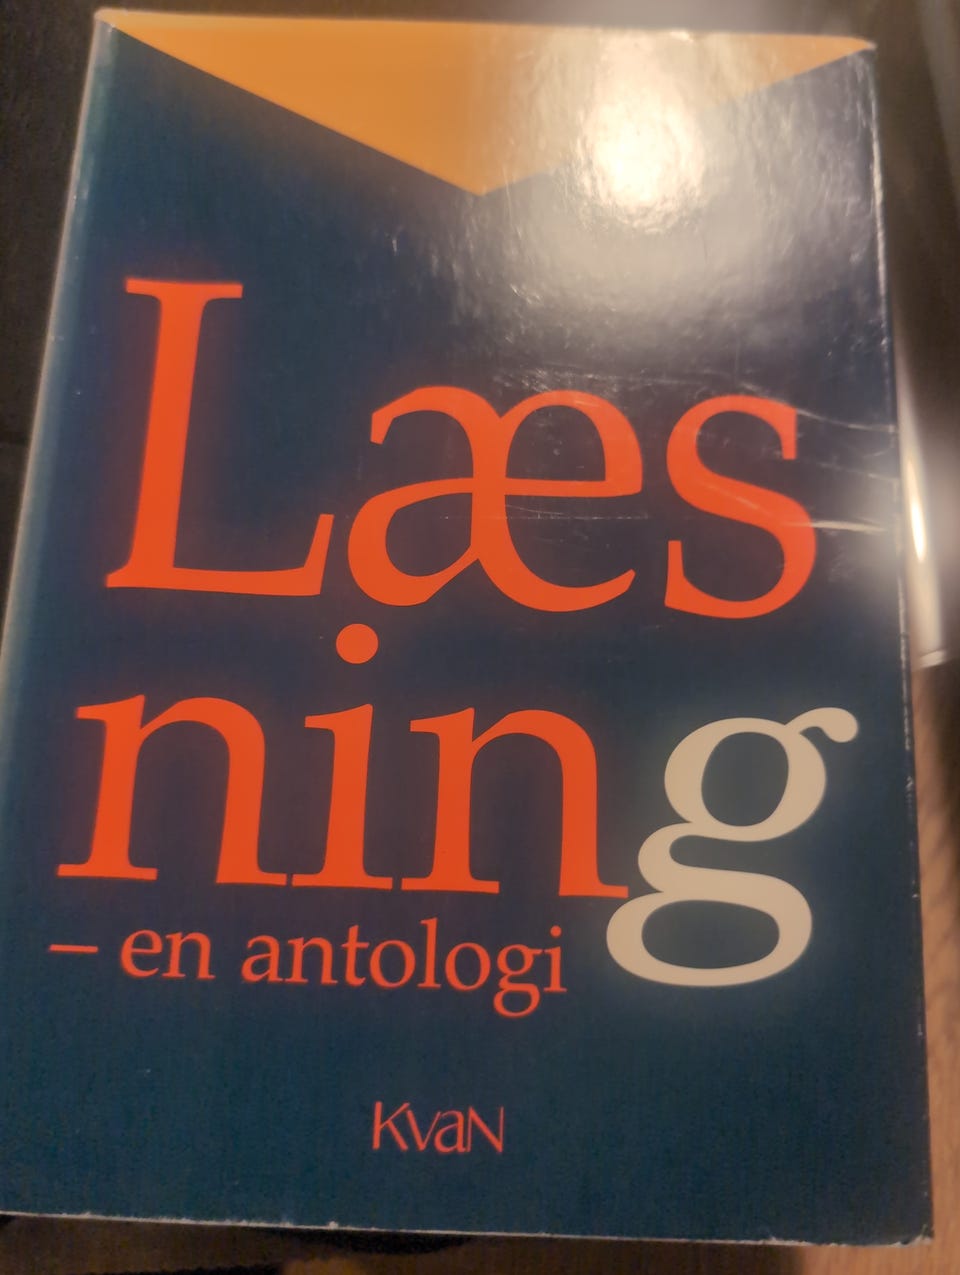 Læs
ning
– en antologi
KvaN